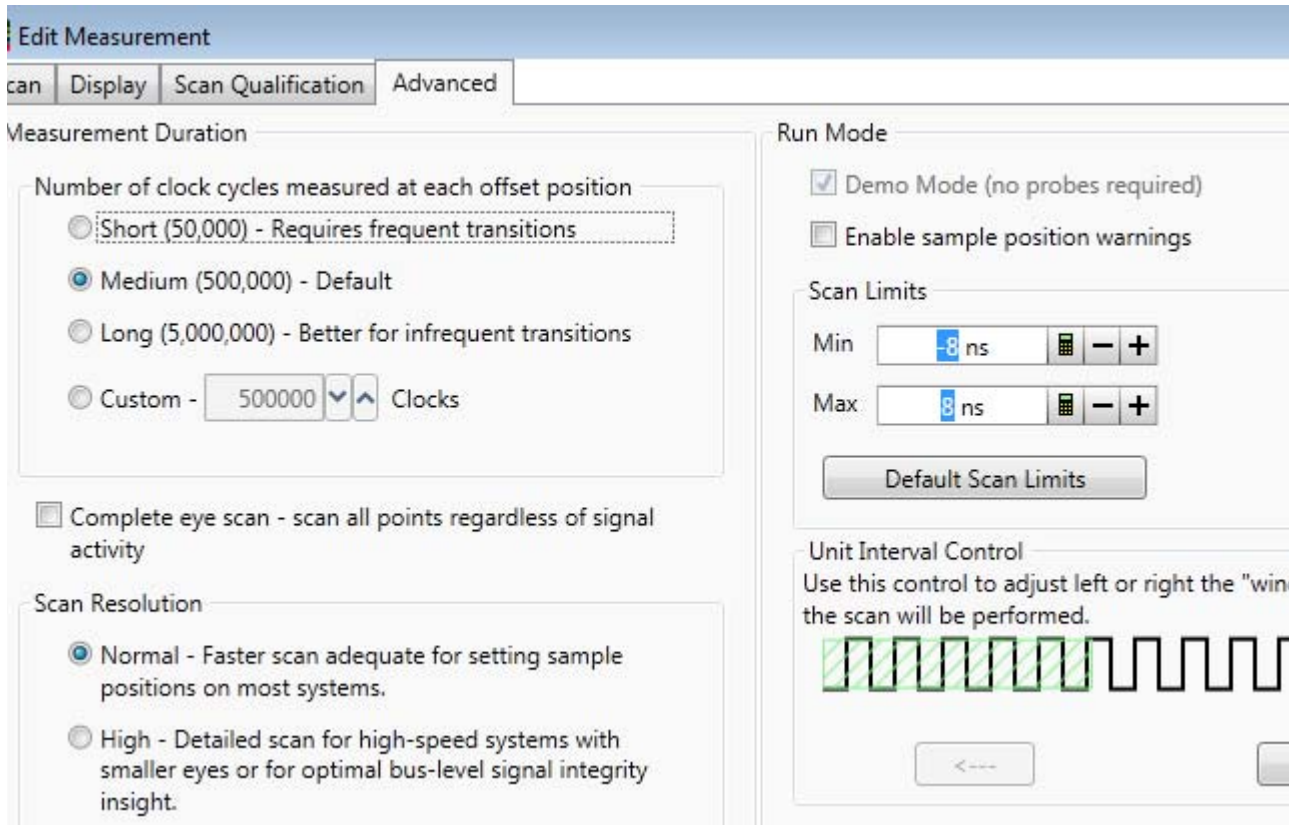 Edit Measurement
can Display Scan Qualification Advanced
Measurement Duration
Number of clock cycles measured at each offset position
Short (50,000) - Requires frequent transitions
Medium (500,000) - Default
Long (5,000,000) - Better for infrequent transitions
Custom - 500000 Clocks
Complete eye scan - scan all points regardless of signal
activity
Scan Resolution
Normal - Faster scan adequate for setting sample
positions on most systems.
High - Detailed scan for high-speed systems with
smaller eyes or for optimal bus-level signal integrity
insight.
Run Mode
Demo Mode (no probes required)
Enable sample position warnings
Scan Limits
Min -8 ns
Max 8 ns
Default Scan Limits
Unit Interval Control
Use this control to adjust left or right the "win
the scan will be performed.
<---